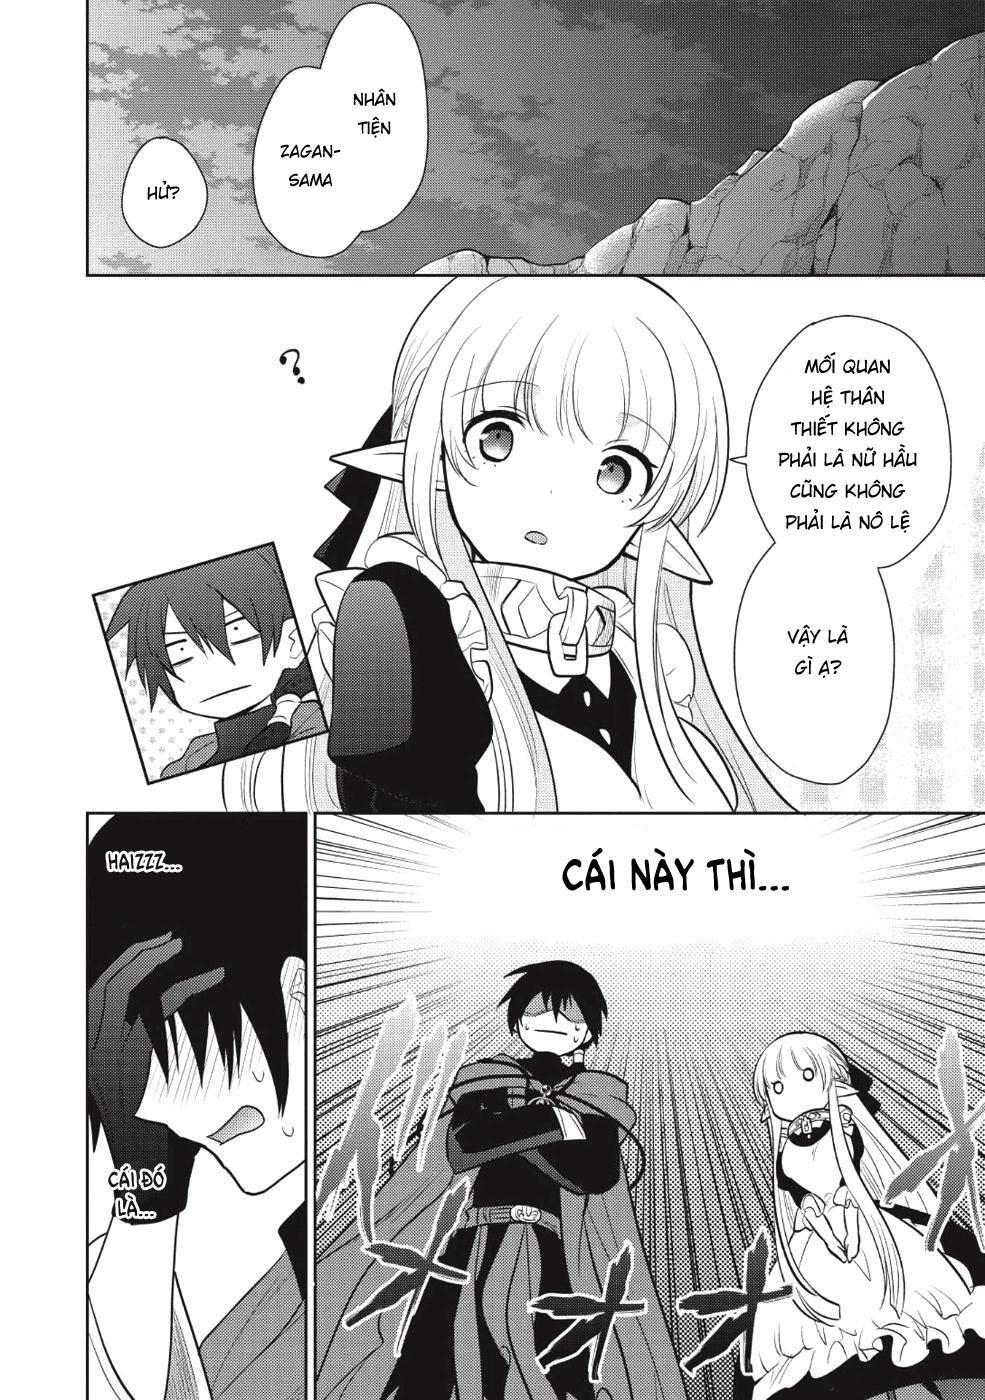 NHÂN
TIỆN
ZAGAN-
SAMA
HỬ?
?
MỐI QUAN
HỆ THÂN
THIẾT KHÔNG
PHẢI LÀ NỮ HẦU
CŨNG KHÔNG
PHẢI LÀ NÔ LỆ
VẬY LÀ
GÌ Ạ?
CÁI NÀY THÌ...
HAIZZZ...
CÁI ĐÓ
LÀ...